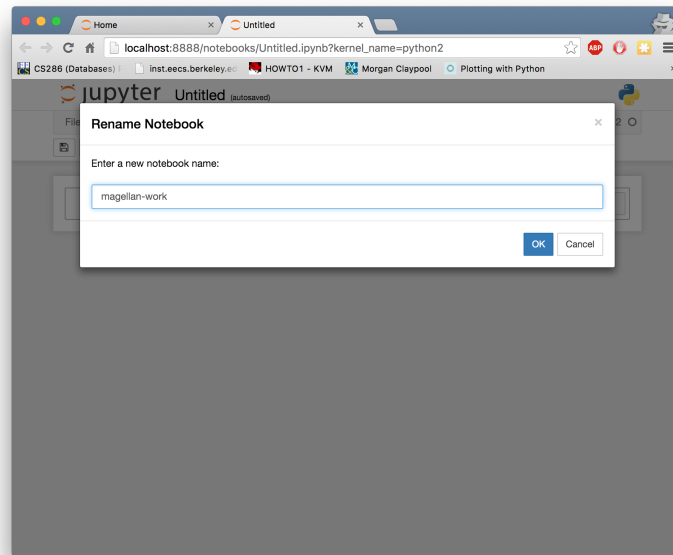 Home
Untitled
localhost:8888/notebooks/Untitled.ipynb?kernel_name=python2
ABP
CS286 (Databases)
inst.eecs.berkeley.ed
HOWTO1 - KVM
Morgan Claypool
Plotting with Python
jupyter Untitled (autosaved)
File
2
Rename Notebook
Enter a new notebook name:
magellan-work
OK Cancel